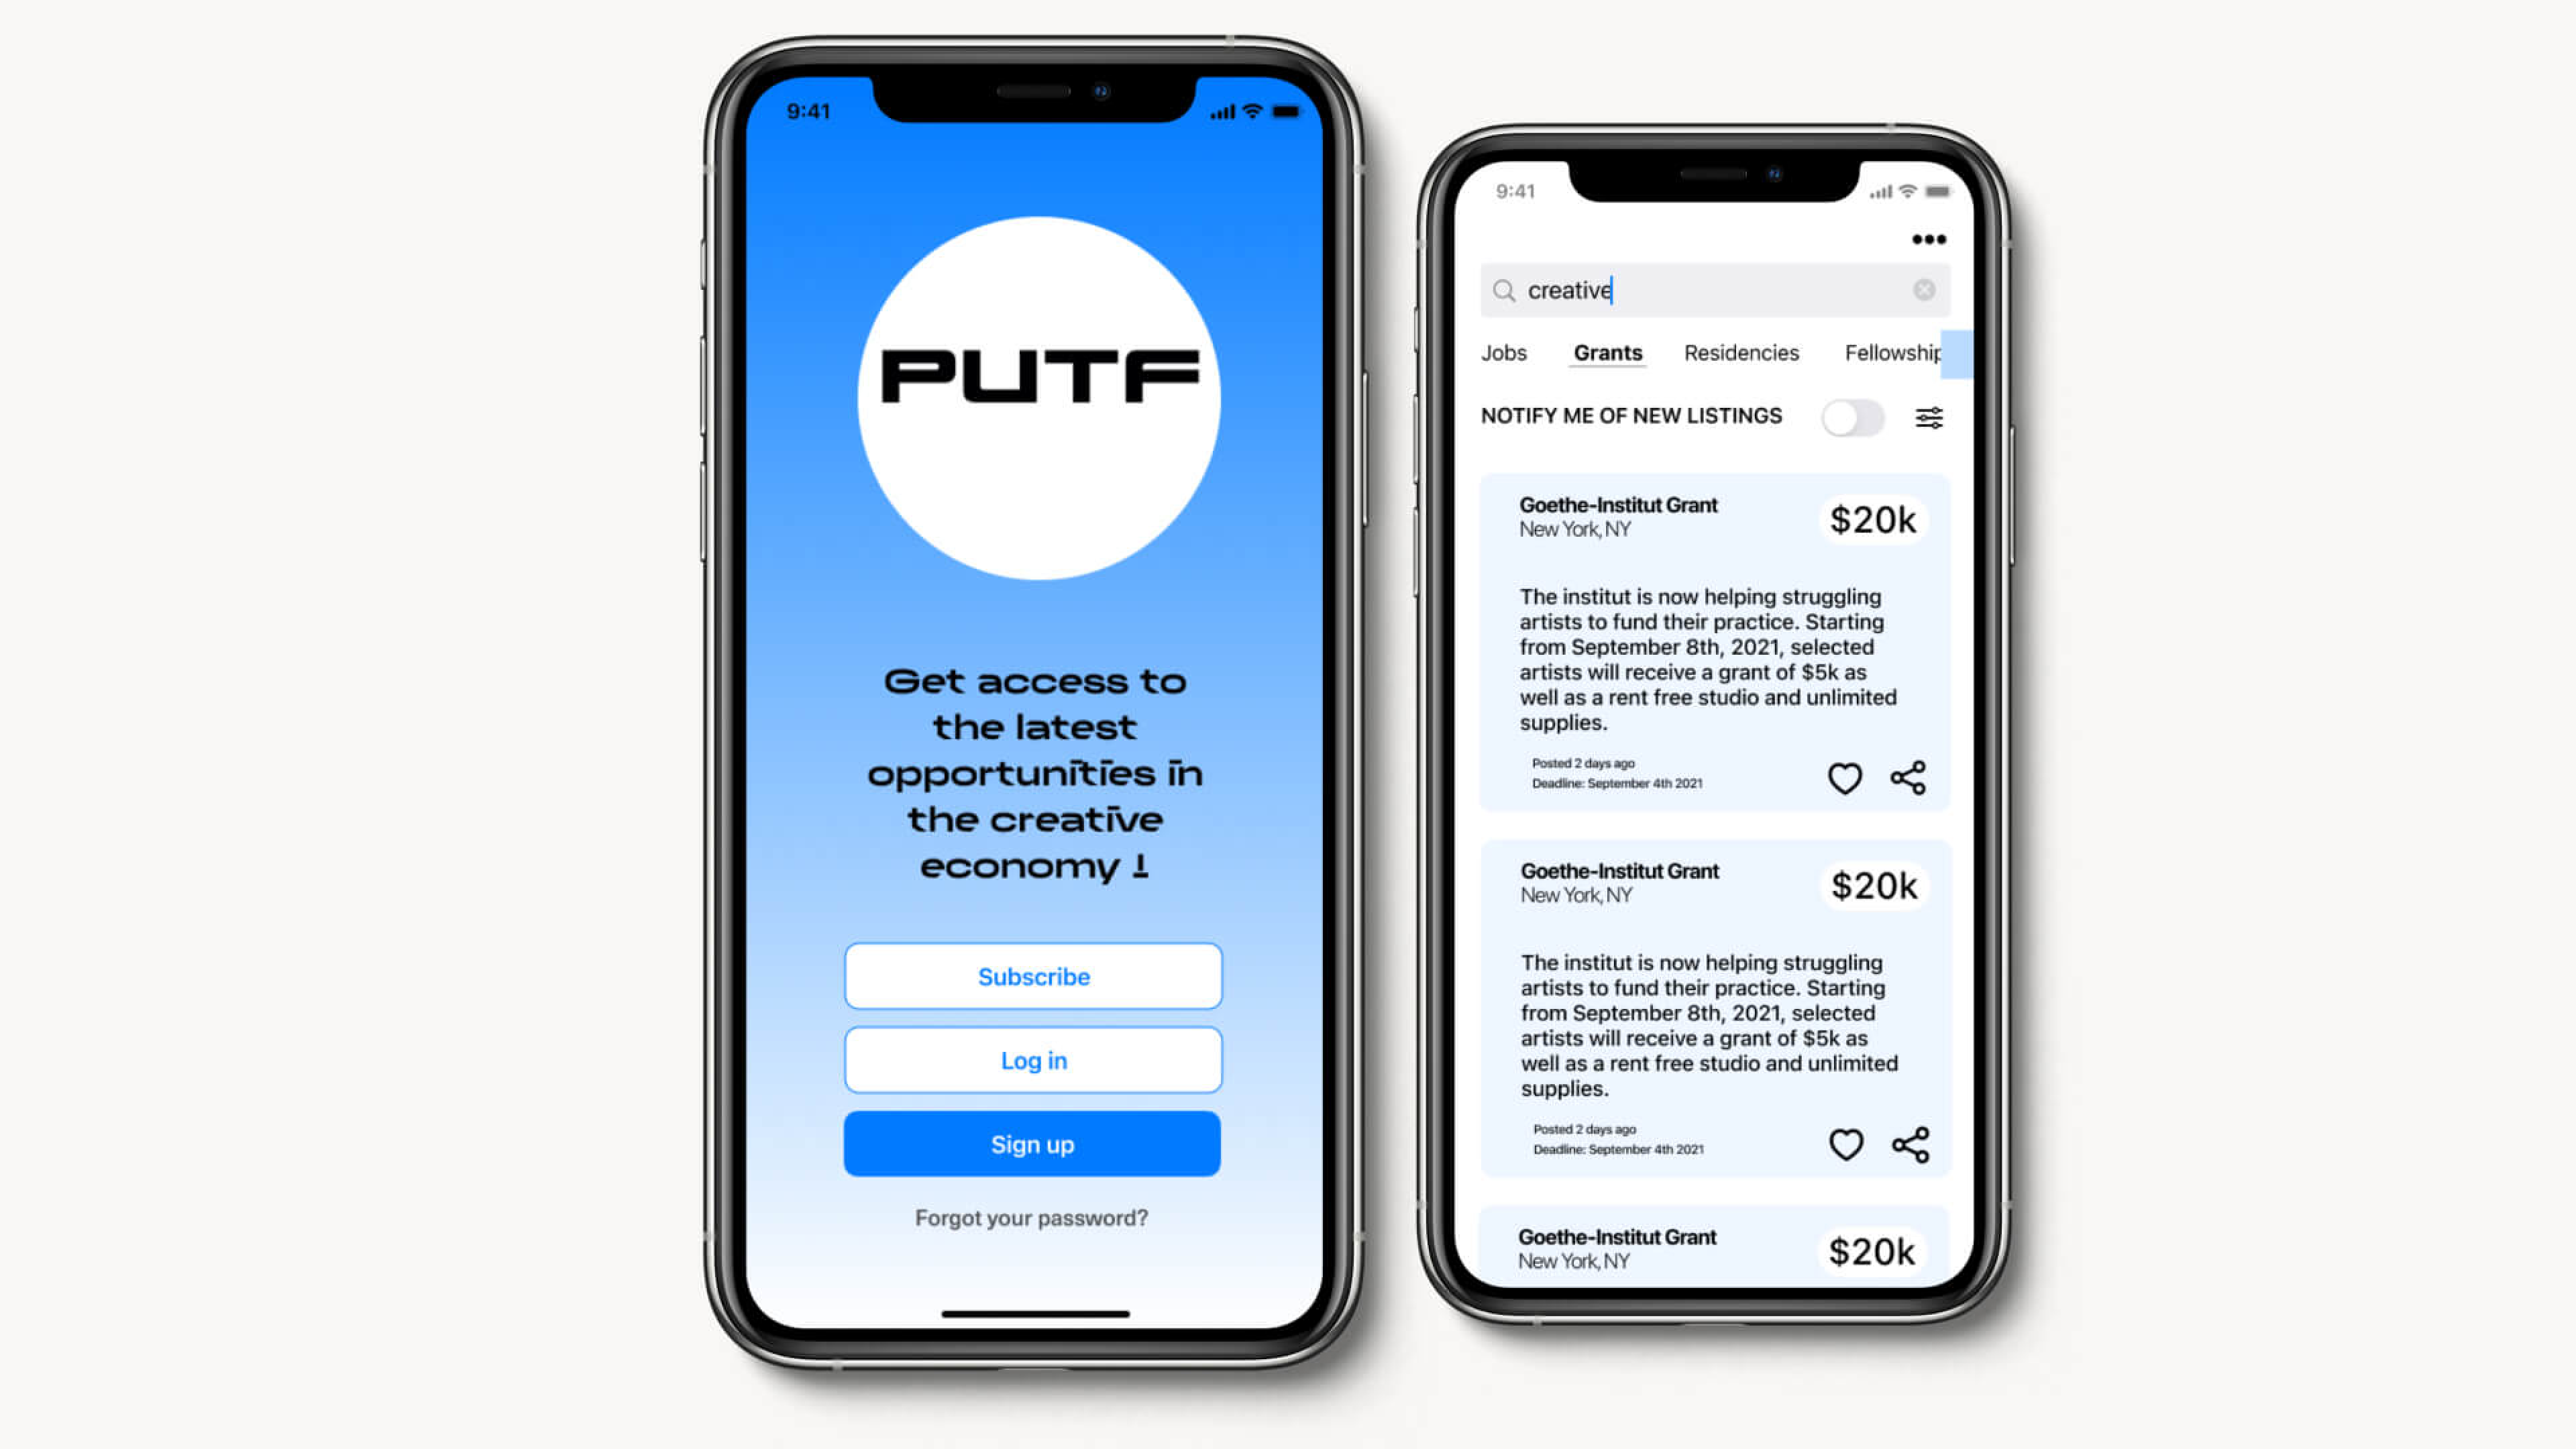 9:41
PUTF
Get access to
the latest
opportunities in
the creative
economy !
Subscribe
Log in
Sign up
Forgot your password?
9:41
creative
Jobs Grants Residencies Fellowship
NOTIFY ME OF NEW LISTINGS
Goethe-Institut Grant
New York, NY
$20k
The institut is now helping struggling
artists to fund their practice. Starting
from September 8th, 2021, selected
artists will receive a grant of $5k as
well as a rent free studio and unlimited
supplies.
Posted 2 days ago
Deadline: September 4th 2021
Goethe-Institut Grant
New York, NY
$20k
The institut is now helping struggling
artists to fund their practice. Starting
from September 8th, 2021, selected
artists will receive a grant of $5k as
well as a rent free studio and unlimited
supplies.
Posted 2 days ago
Deadline: September 4th 2021
Goethe-Institut Grant
New York, NY
$20k